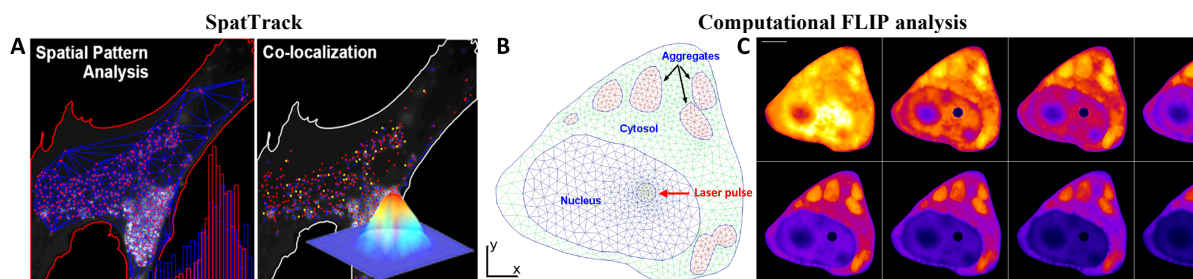 SpatTrack
Computational FLIP analysis
A
Spatial Pattern
Analysis
Co-localization
B
Aggregates
Cytosol
Nucleus
Laser pulse
y
x
C